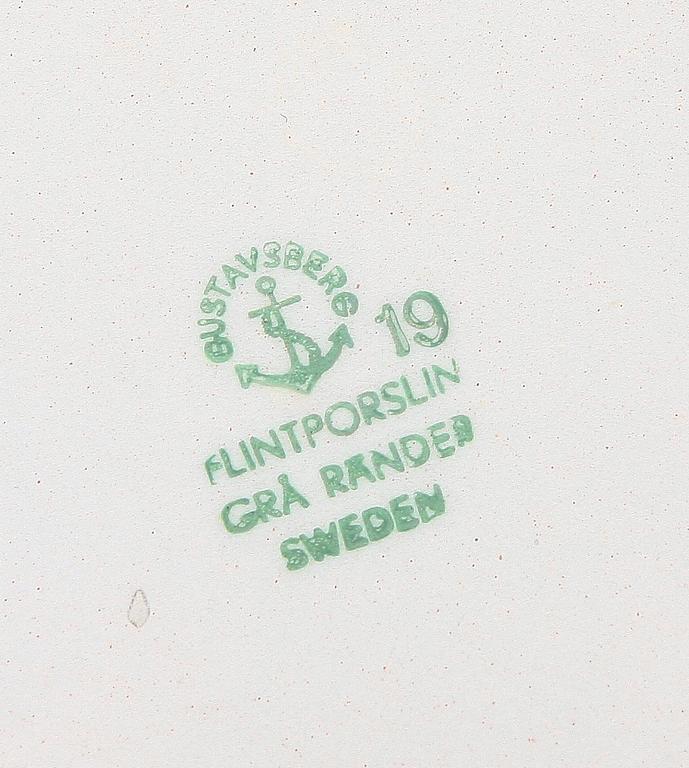 GUSTAVSBERG
19
FLINTPORSLIN
GRÅ RANDER
SWEDEN